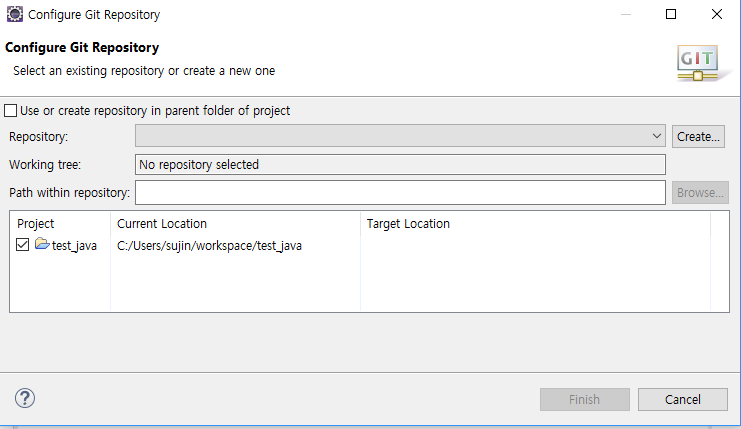 Configure Git Repository
Configure Git Repository
Select an existing repository or create a new one
GIT
Use or create repository in parent folder of project
Repository: Create...
Working tree: No repository selected
Path within repository: Browse...
Project Current Location Target Location
test_java C:/Users/sujin/workspace/test_java
? Finish Cancel